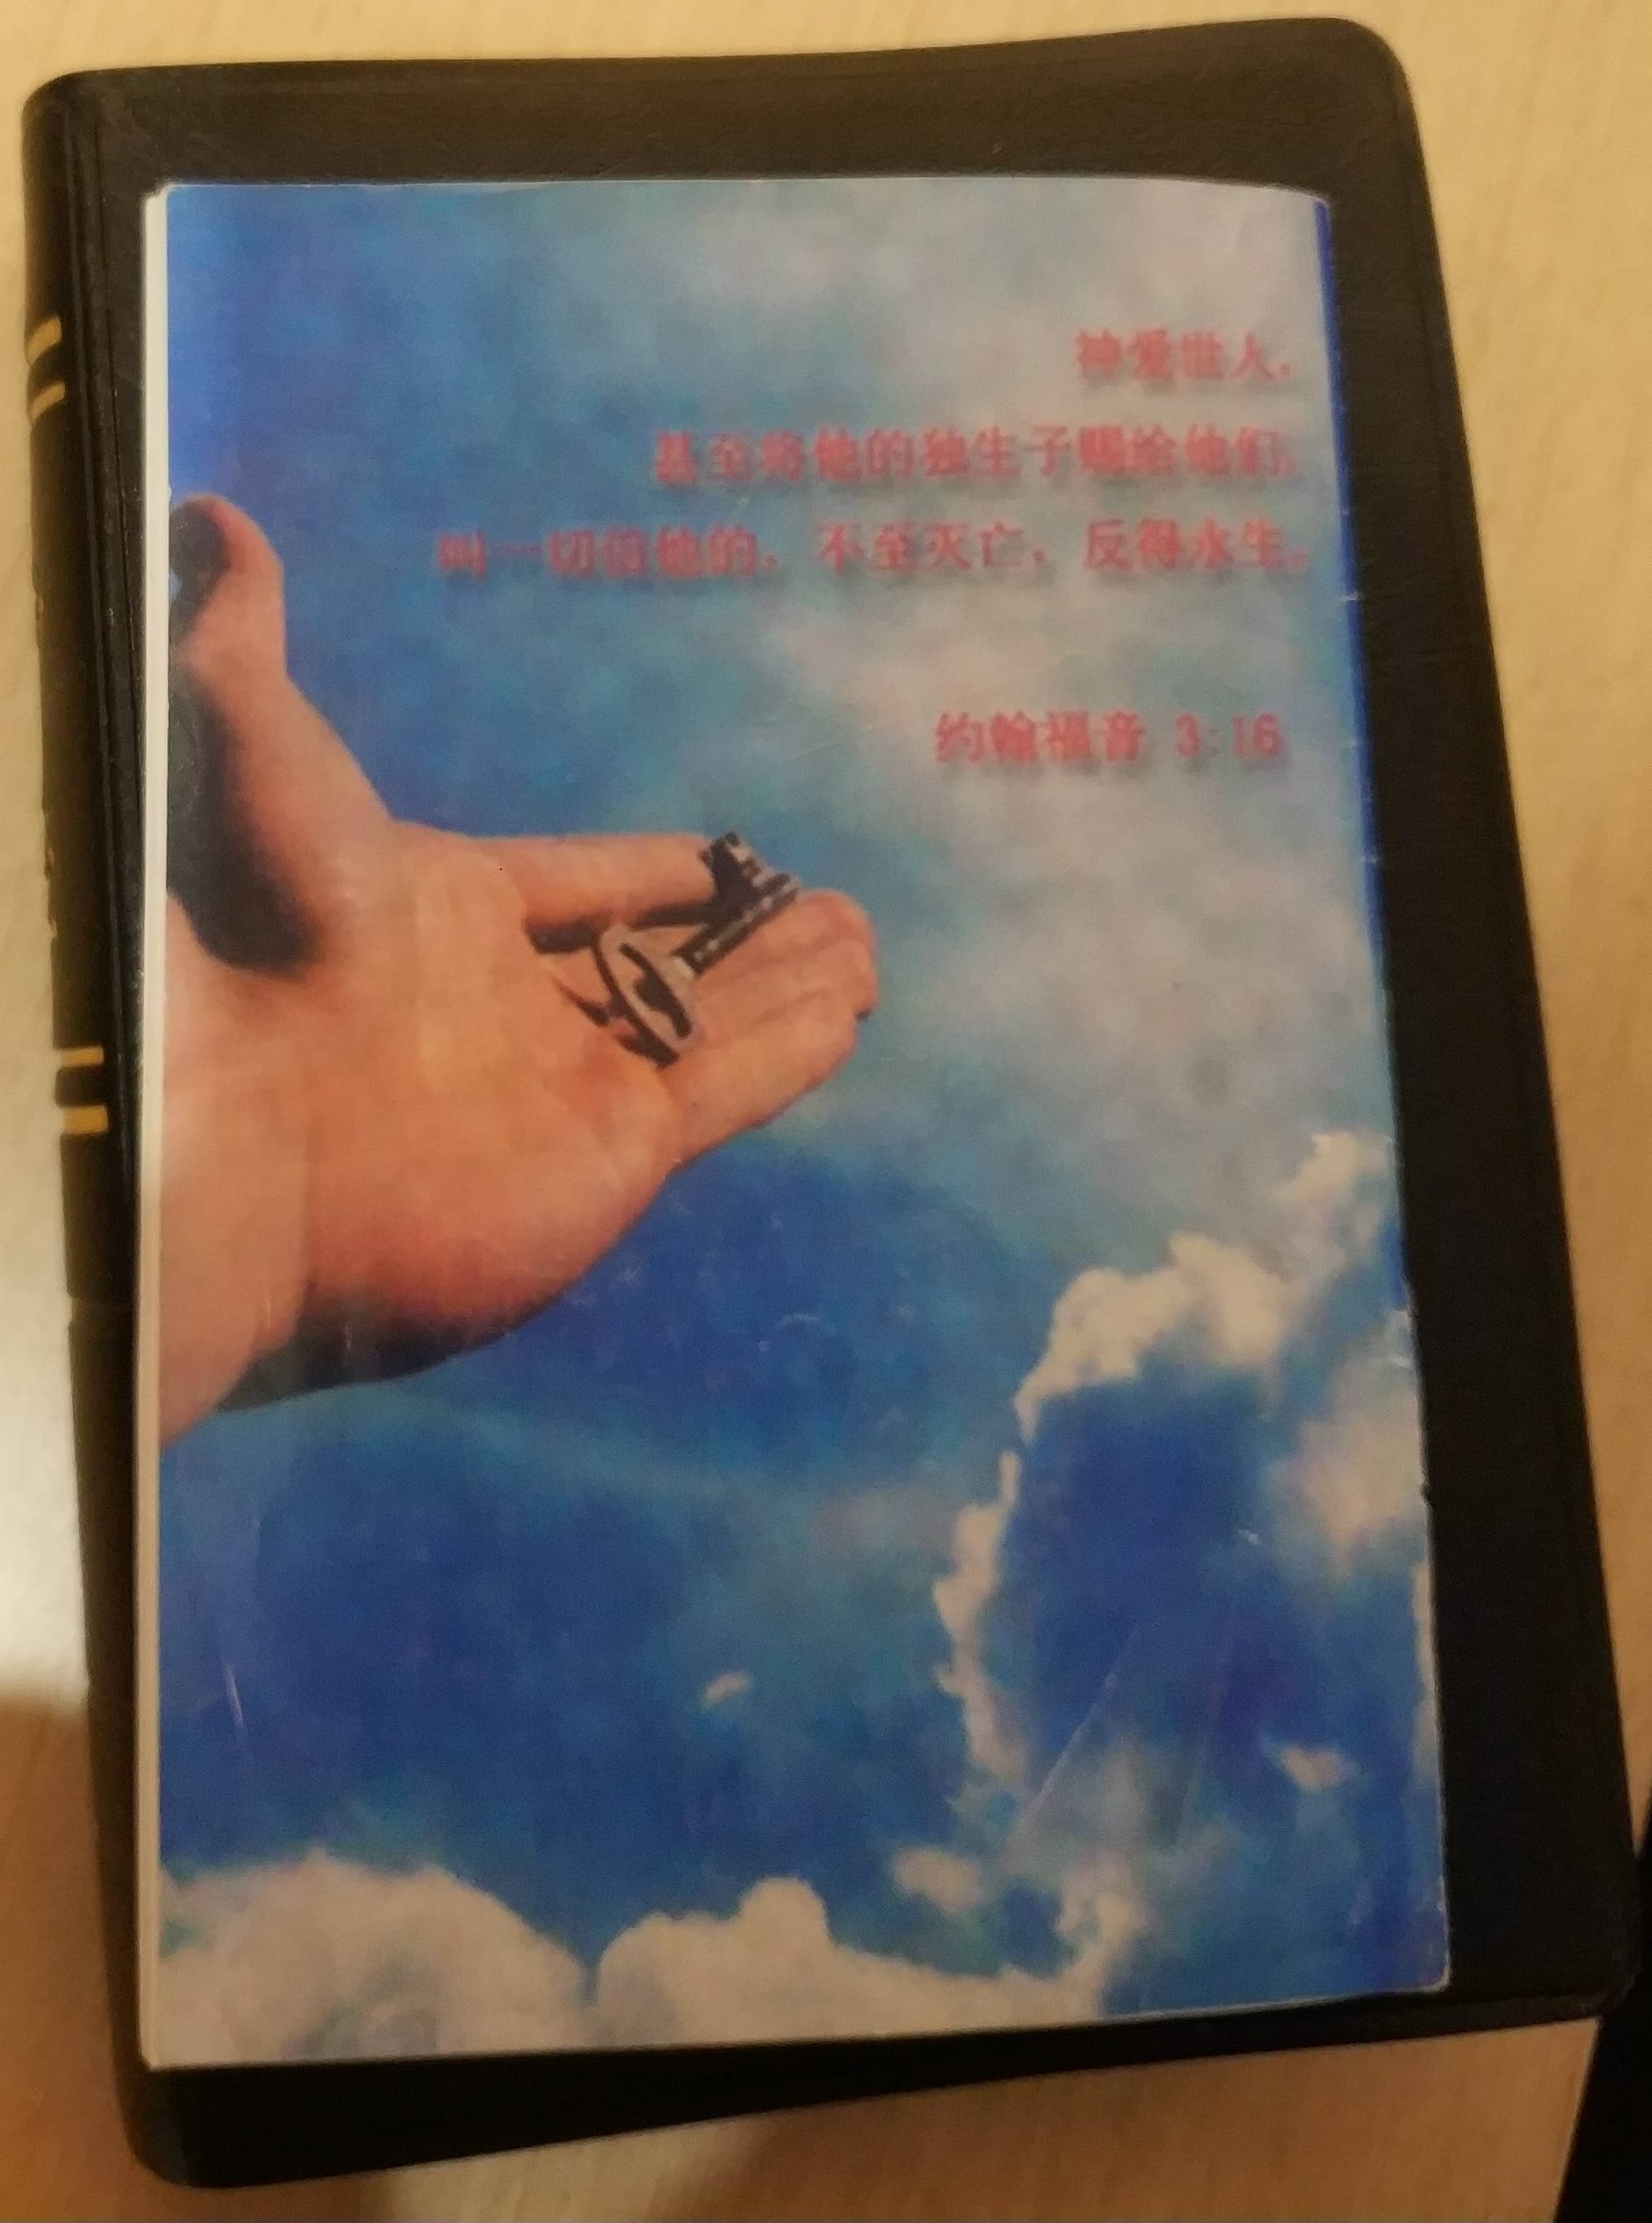 神爱世人，
甚至将他的独生子赐给他们，
叫一切信他的，不至灭亡，反得永生。
约翰福音 3:16